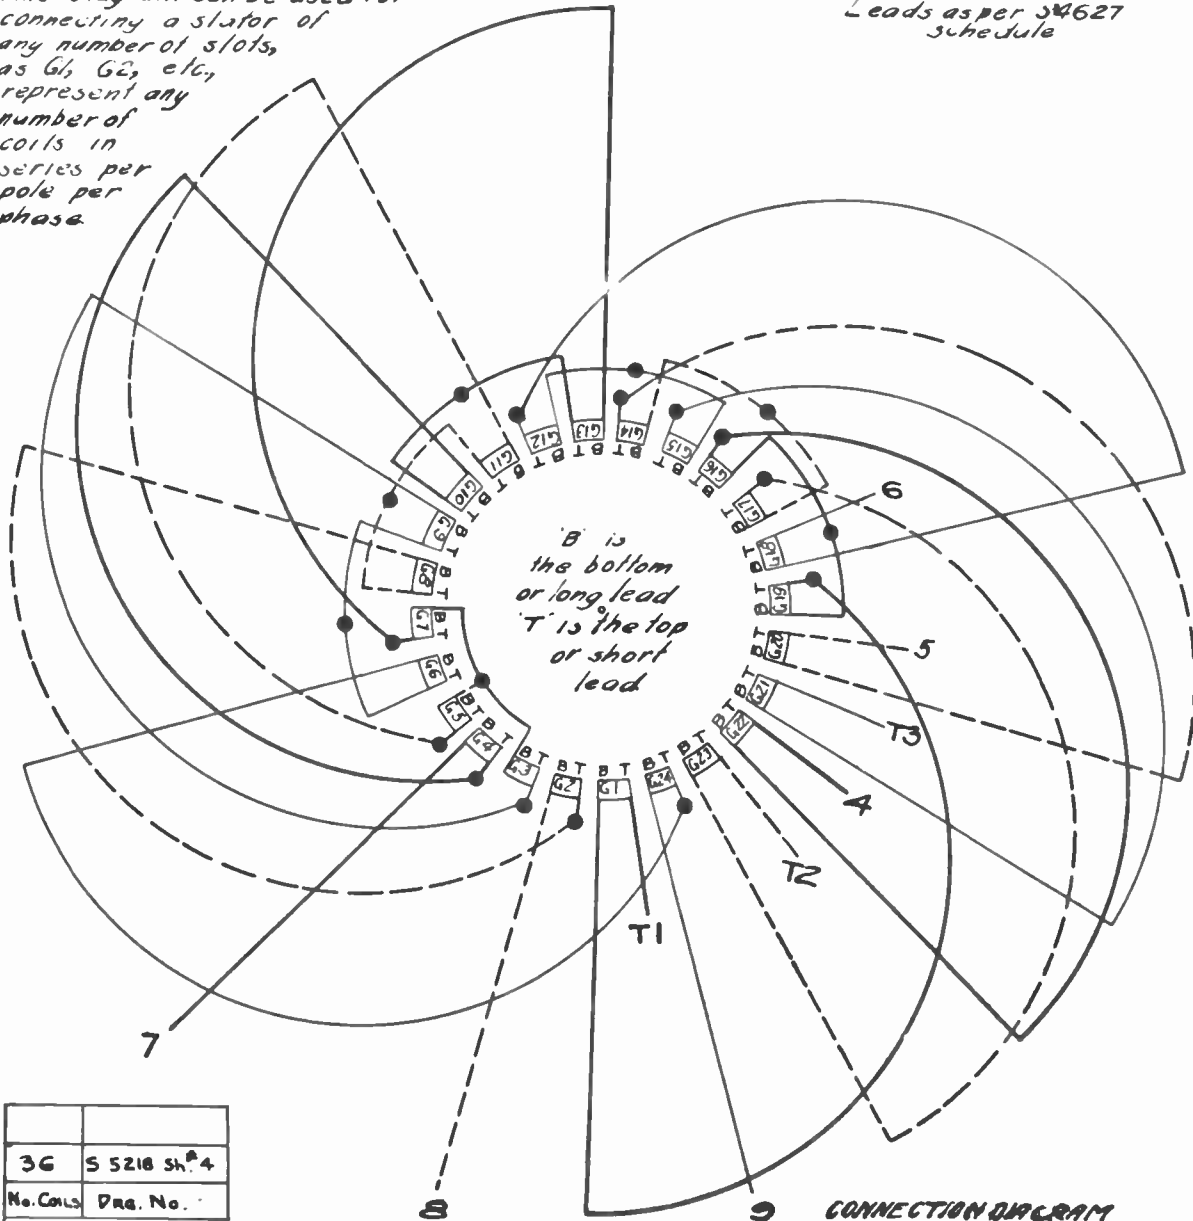 connecting a stator of
any number of slots,
as G1, G2, etc.,
represent any
number of
coils in
series per
pole per
phase
Leads as per S#4627
schedule
G12
G13
G14
G15
G16
G17
G18
G19
G20
G21
G22
G23
G24
G1
G2
G3
G4
G5
G6
G7
G8
G9
G10
G11
B T
'B' is
the bottom
or long lead
'T' is the top
or short
lead
6
5
T3
4
T2
T1
7
8
9
36 S 5218 Sh.# 4
No. Coils DRG. No.
CONNECTION DIAGRAM